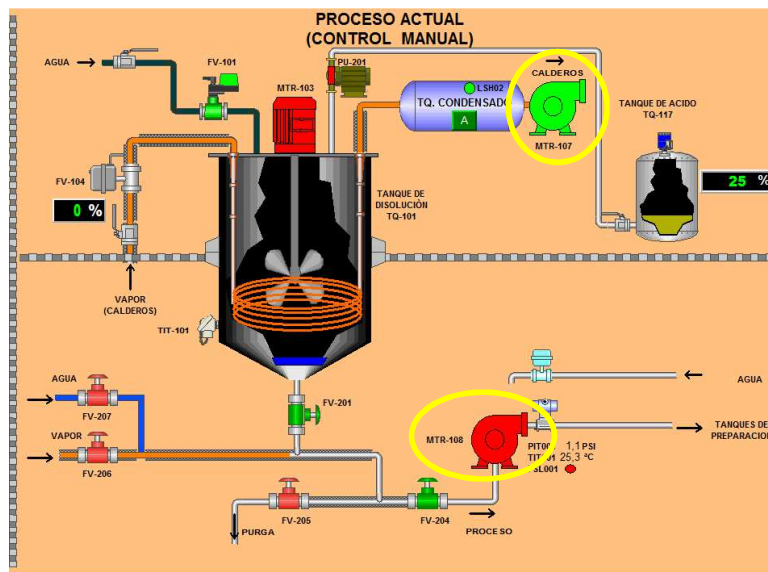 PROCESO ACTUAL
(CONTROL MANUAL)
AGUA
FV-101
MTR-103
PU-201
LSH02
TQ. CONDENSADO
A
CALDEROS
MTR-107
TANQUE DE ACIDO
TQ-117
25 %
FV-104
0 %
TANQUE DE
DISOLUCIÓN
TQ-101
VAPOR
(CALDEROS)
TIT-101
AGUA
FV-207
VAPOR
FV-206
FV-201
MTR-108
AGUA
TANQUES DE
PREPARACION
1,1 PSI
25,3 ºC
SL001
FV-205
FV-204
PURGA
PROCESO